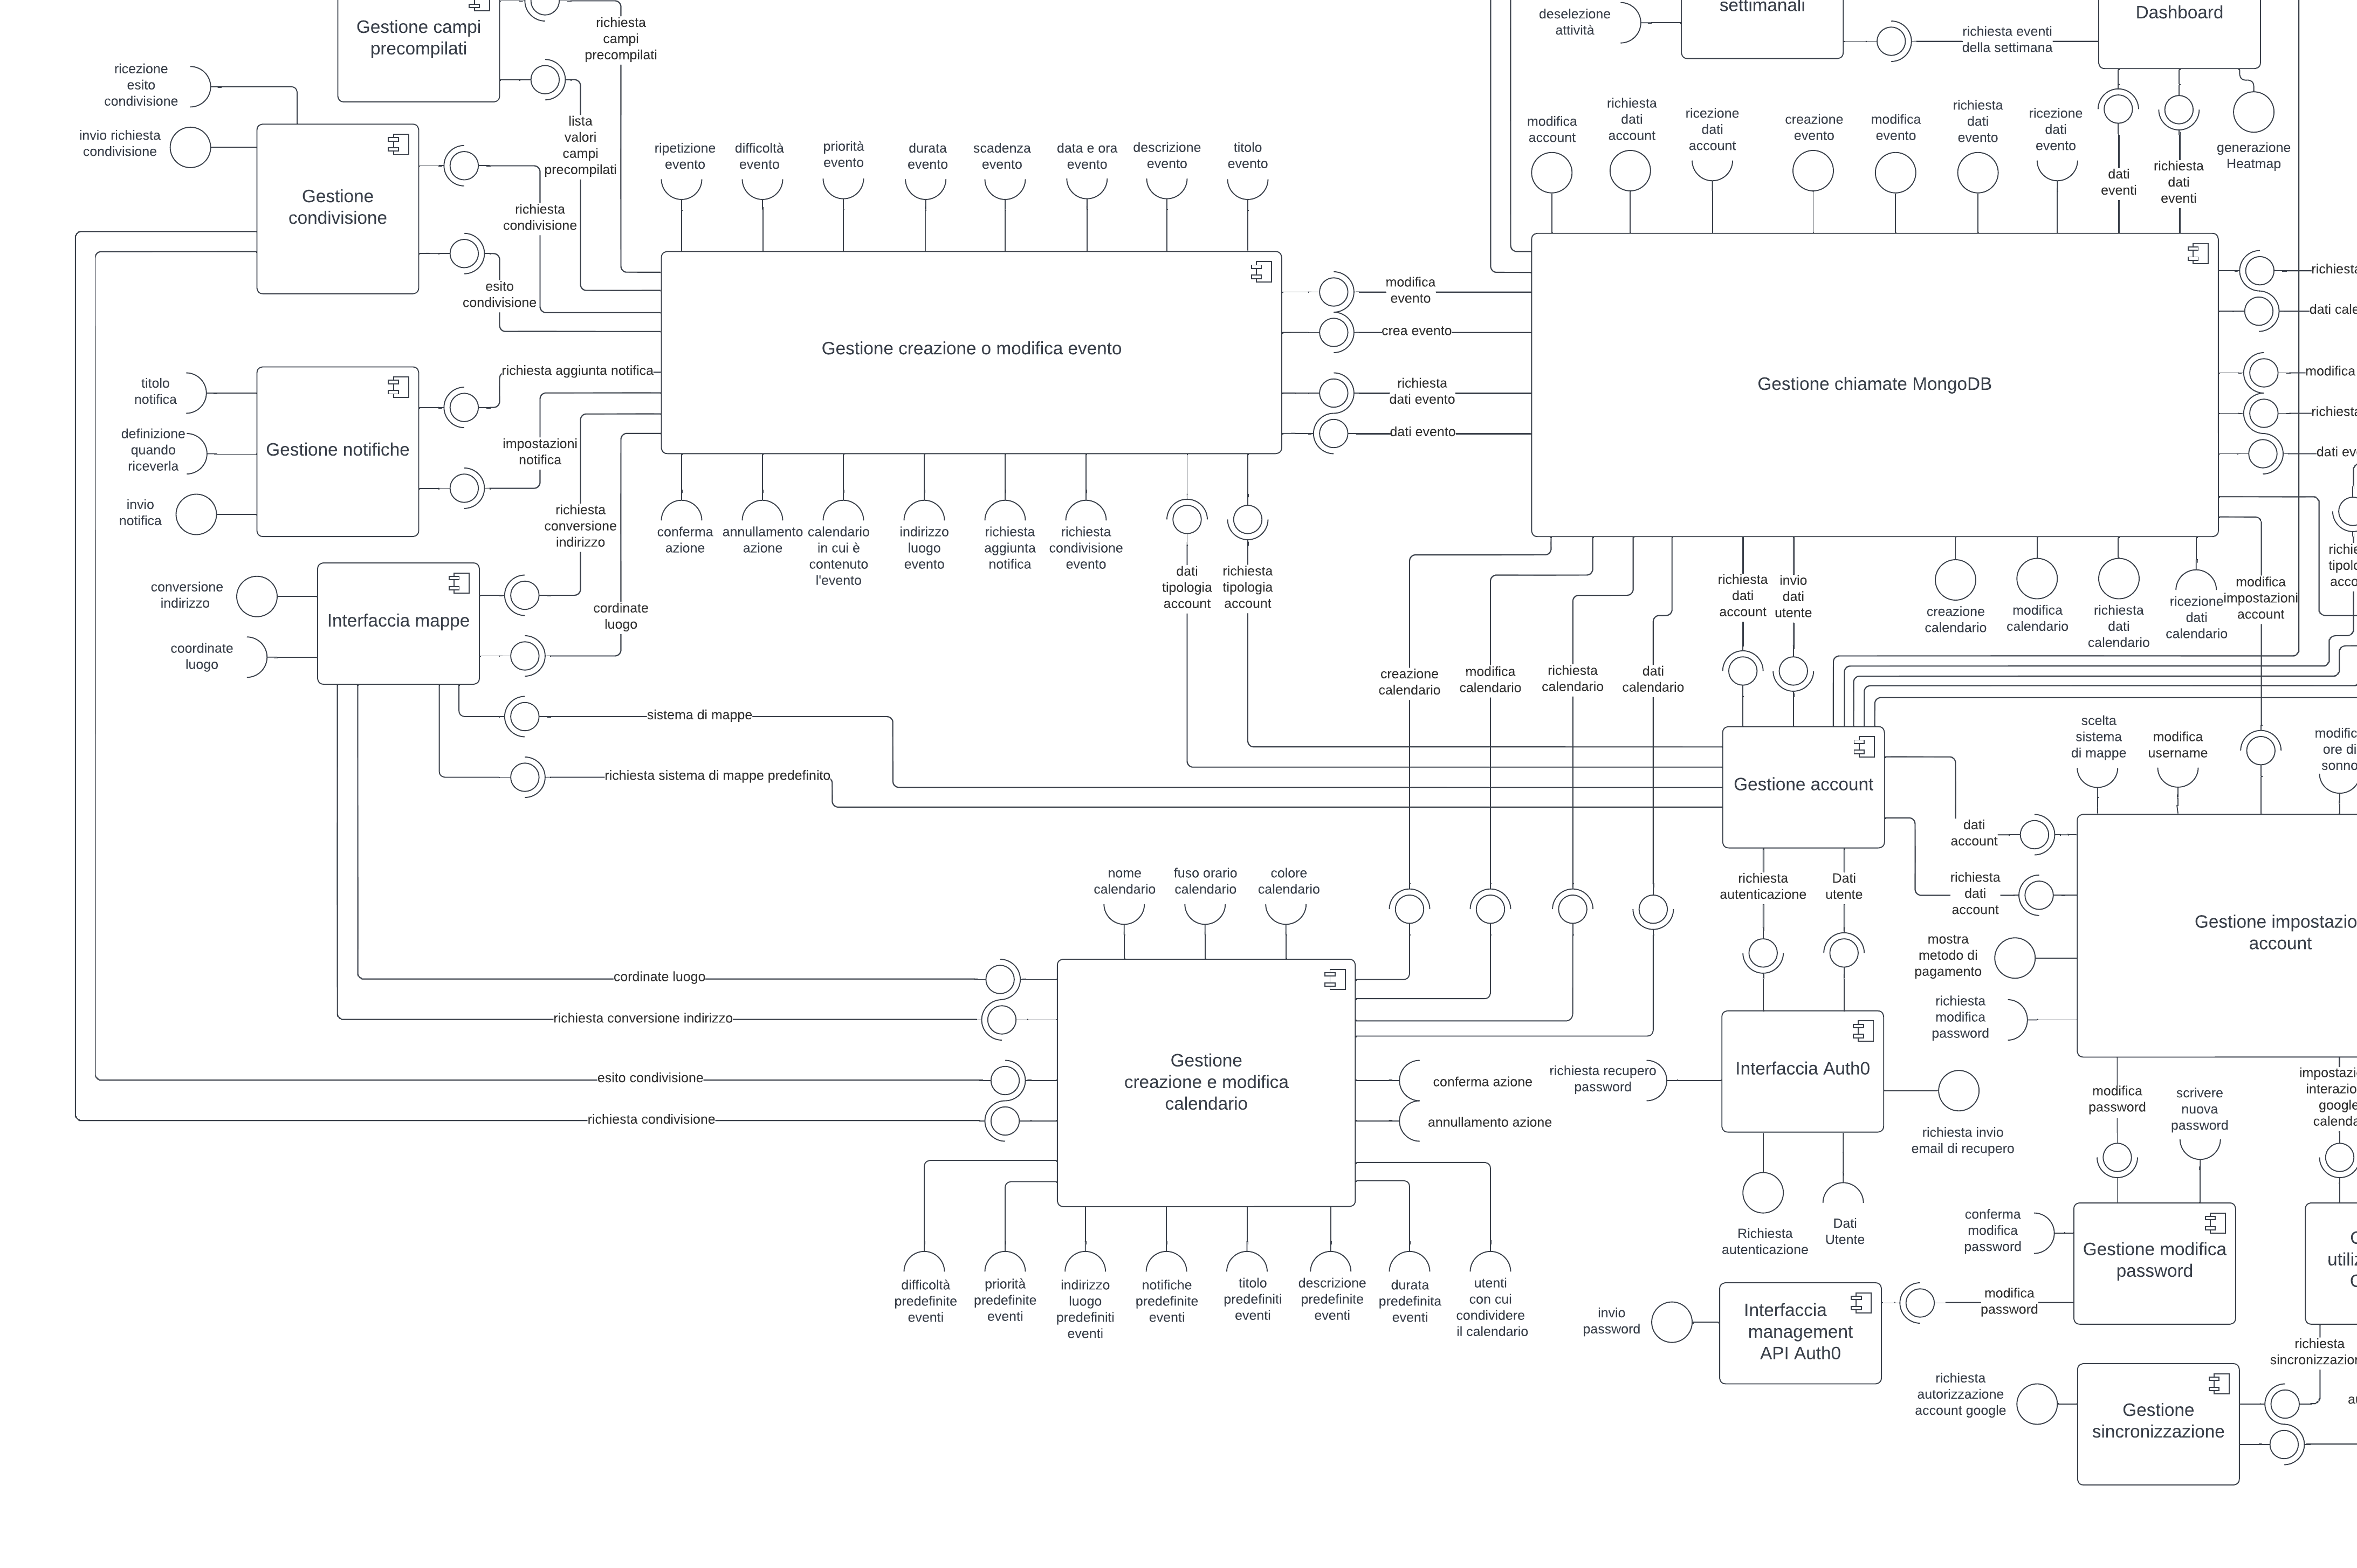 Gestione campi
precompilati
richiesta
campi
precompilati
ricezione
esito
condivisione
invio richiesta
condivisione
lista
valori
campi
precompilati
Gestione
condivisione
richiesta
condivisione
esito
condivisione
ripetizione
evento
difficoltà
evento
priorità
evento
durata
evento
scadenza
evento
data e ora
evento
descrizione
evento
titolo
evento
Gestione creazione o modifica evento
richiesta aggiunta notifica
titolo
notifica
definizione
quando
riceverla
invio
notifica
Gestione notifiche
impostazioni
notifica
richiesta
conversione
indirizzo
cordinate
luogo
conversione
indirizzo
coordinate
luogo
Interfaccia mappe
conferma
azione
annullamento
azione
calendario
in cui è
contenuto
l'evento
indirizzo
luogo
evento
richiesta
aggiunta
notifica
richiesta
condivisione
evento
dati
tipologia
account
richiesta
tipologia
account
modifica
evento
crea evento
richiesta
dati evento
dati evento
deselezione
attività
settimanali
richiesta eventi
della settimana
Dashboard
modifica
account
richiesta
dati
account
ricezione
dati
account
creazione
evento
modifica
evento
richiesta
dati
evento
ricezione
dati
evento
dati
eventi
richiesta
dati
eventi
generazione
Heatmap
Gestione chiamate MongoDB
richiesta
dati cale
modifica
richiesta
dati ev
richiesta
dati
account
invio
dati
utente
creazione
calendario
modifica
calendario
richiesta
dati
calendario
ricezione
dati
calendario
modifica
impostazioni
account
richie
tipolo
acco
creazione
calendario
modifica
calendario
richiesta
calendario
dati
calendario
sistema di mappe
richiesta sistema di mappe predefinito
Gestione account
scelta
sistema
di mappe
modifica
username
modific
ore di
sonno
dati
account
richiesta
dati
account
mostra
metodo di
pagamento
richiesta
modifica
password
Gestione impostazio
account
richiesta
autenticazione
Dati
utente
nome
calendario
fuso orario
calendario
colore
calendario
cordinate luogo
richiesta conversione indirizzo
esito condivisione
richiesta condivisione
Gestione
creazione e modifica
calendario
conferma azione
annullamento azione
richiesta recupero
password
Interfaccia Auth0
richiesta invio
email di recupero
Richiesta
autenticazione
Dati
Utente
modifica
password
scrivere
nuova
password
impostazi
interazio
google
calenda
conferma
modifica
password
Gestione modifica
password
utiliz
difficoltà
predefinite
eventi
priorità
predefinite
eventi
indirizzo
luogo
predefiniti
eventi
notifiche
predefinite
eventi
titolo
predefiniti
eventi
descrizione
predefinite
eventi
durata
predefinita
eventi
utenti
con cui
condividere
il calendario
invio
password
Interfaccia
management
API Auth0
modifica
password
richiesta
sincronizzazion
richiesta
autorizzazione
account google
Gestione
sincronizzazione